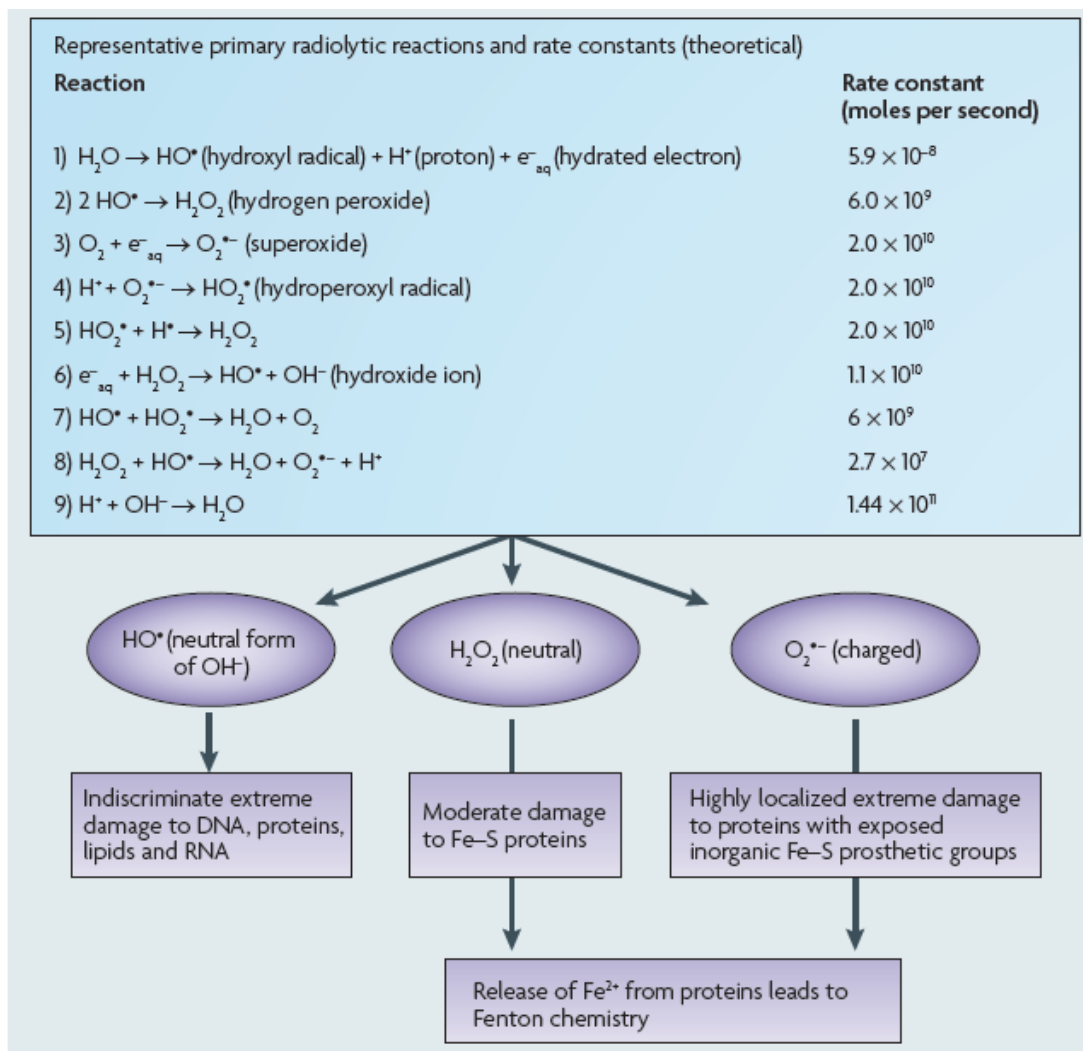 Representative primary radiolytic reactions and rate constants (theoretical)
Reaction Rate constant
(moles per second)
1) H₂O → HO• (hydroxyl radical) + H⁺ (proton) + e⁻aq (hydrated electron) 5.9 × 10⁻⁸
2) 2 HO• → H₂O₂ (hydrogen peroxide) 6.0 × 10⁹
3) O₂ + e⁻aq → O₂•⁻ (superoxide) 2.0 × 10¹⁰
4) H⁺ + O₂•⁻ → HO₂• (hydroperoxyl radical) 2.0 × 10¹⁰
5) HO₂• + H• → H₂O₂ 2.0 × 10¹⁰
6) e⁻aq + H₂O₂ → HO• + OH⁻ (hydroxide ion) 1.1 × 10¹⁰
7) HO• + HO₂• → H₂O + O₂ 6 × 10⁹
8) H₂O₂ + HO• → H₂O + O₂•⁻ + H⁺ 2.7 × 10⁷
9) H⁺ + OH⁻ → H₂O 1.44 × 10¹¹
HO• (neutral form
of OH⁻)
H₂O₂ (neutral)
O₂•⁻ (charged)
Indiscriminate extreme
damage to DNA, proteins,
lipids and RNA
Moderate damage
to Fe–S proteins
Highly localized extreme damage
to proteins with exposed
inorganic Fe–S prosthetic groups
Release of Fe²⁺ from proteins leads to
Fenton chemistry